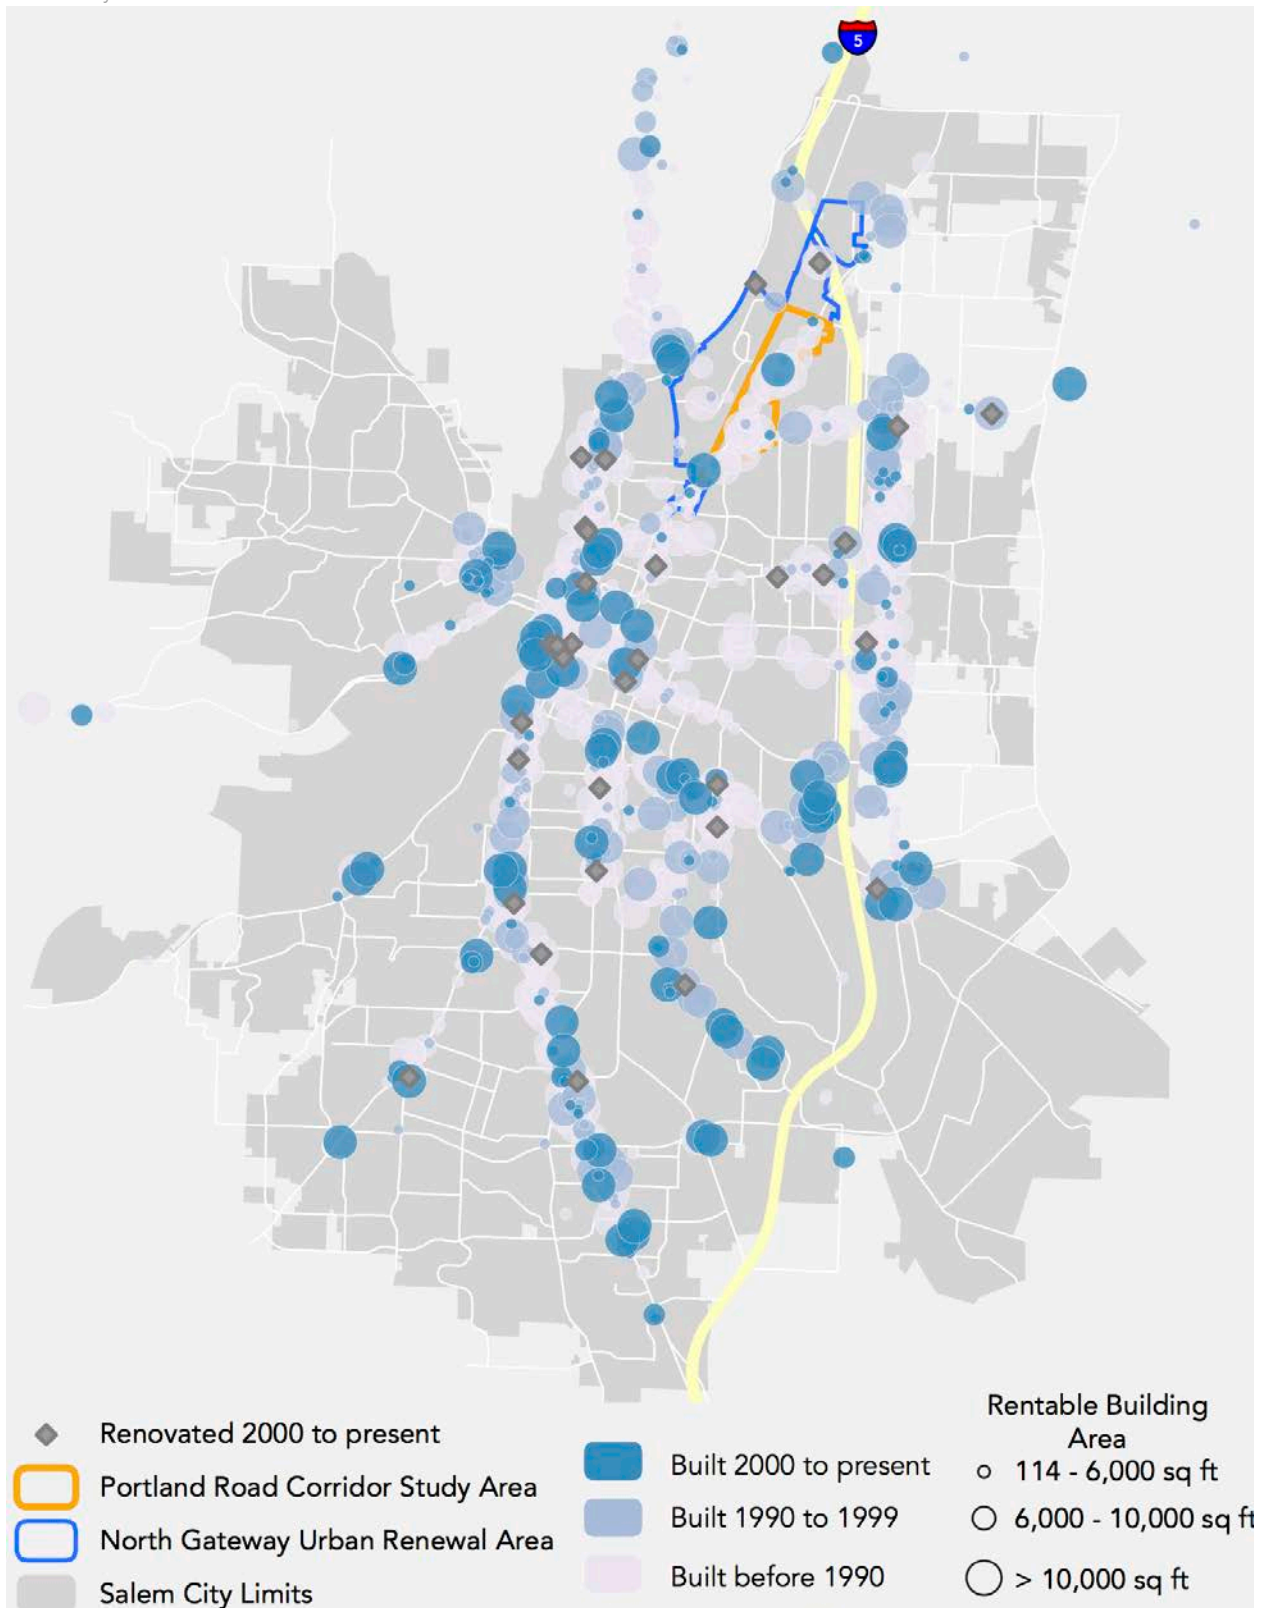 5
Renovated 2000 to present
Portland Road Corridor Study Area
North Gateway Urban Renewal Area
Salem City Limits
Built 2000 to present
Built 1990 to 1999
Built before 1990
Rentable Building
Area
114 - 6,000 sq ft
6,000 - 10,000 sq ft
> 10,000 sq ft